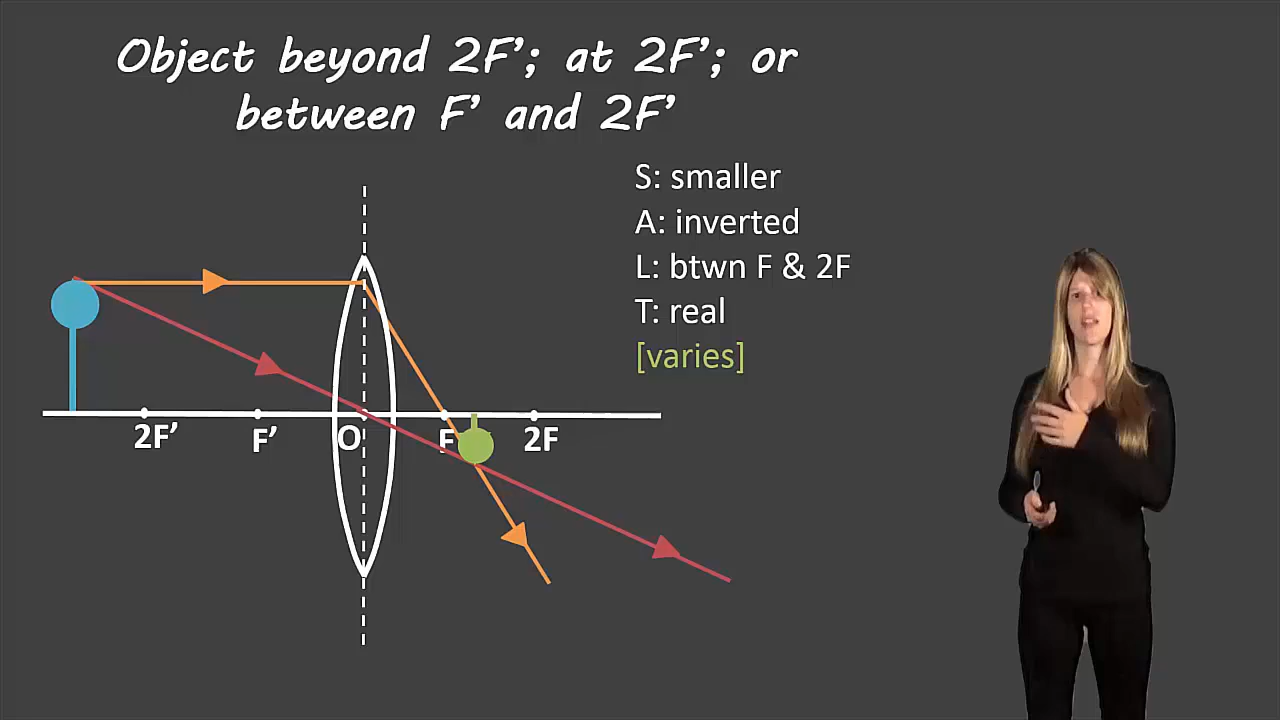 Object beyond 2F’; at 2F’; or
between F’ and 2F’
S: smaller
A: inverted
L: btwn F & 2F
T: real
[varies]
2F’ F’ O F 2F